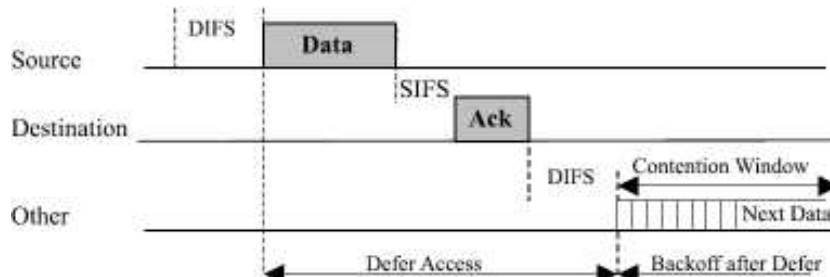 DIFS
Data
Source
SIFS
Ack
Destination
DIFS
Contention Window
Other
Next Data
Defer Access
Backoff after Defer